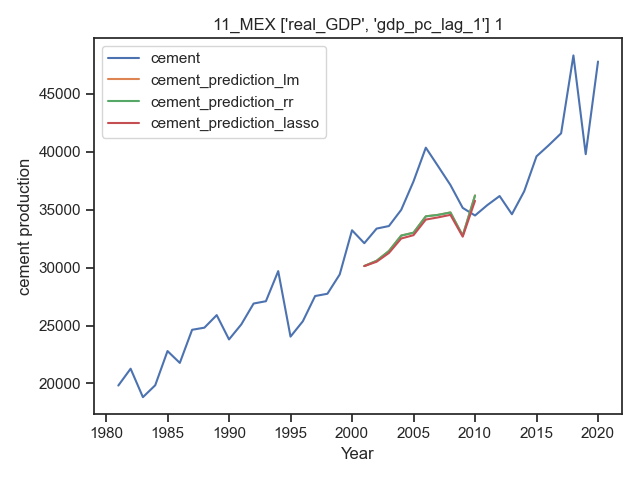 11_MEX ['real_GDP', 'gdp_pc_lag_1'] 1
cement
cement_prediction_lm
cement_prediction_rr
cement_prediction_lasso
cement production
45000
40000
35000
30000
25000
20000
1980 1985 1990 1995 2000 2005 2010 2015 2020
Year